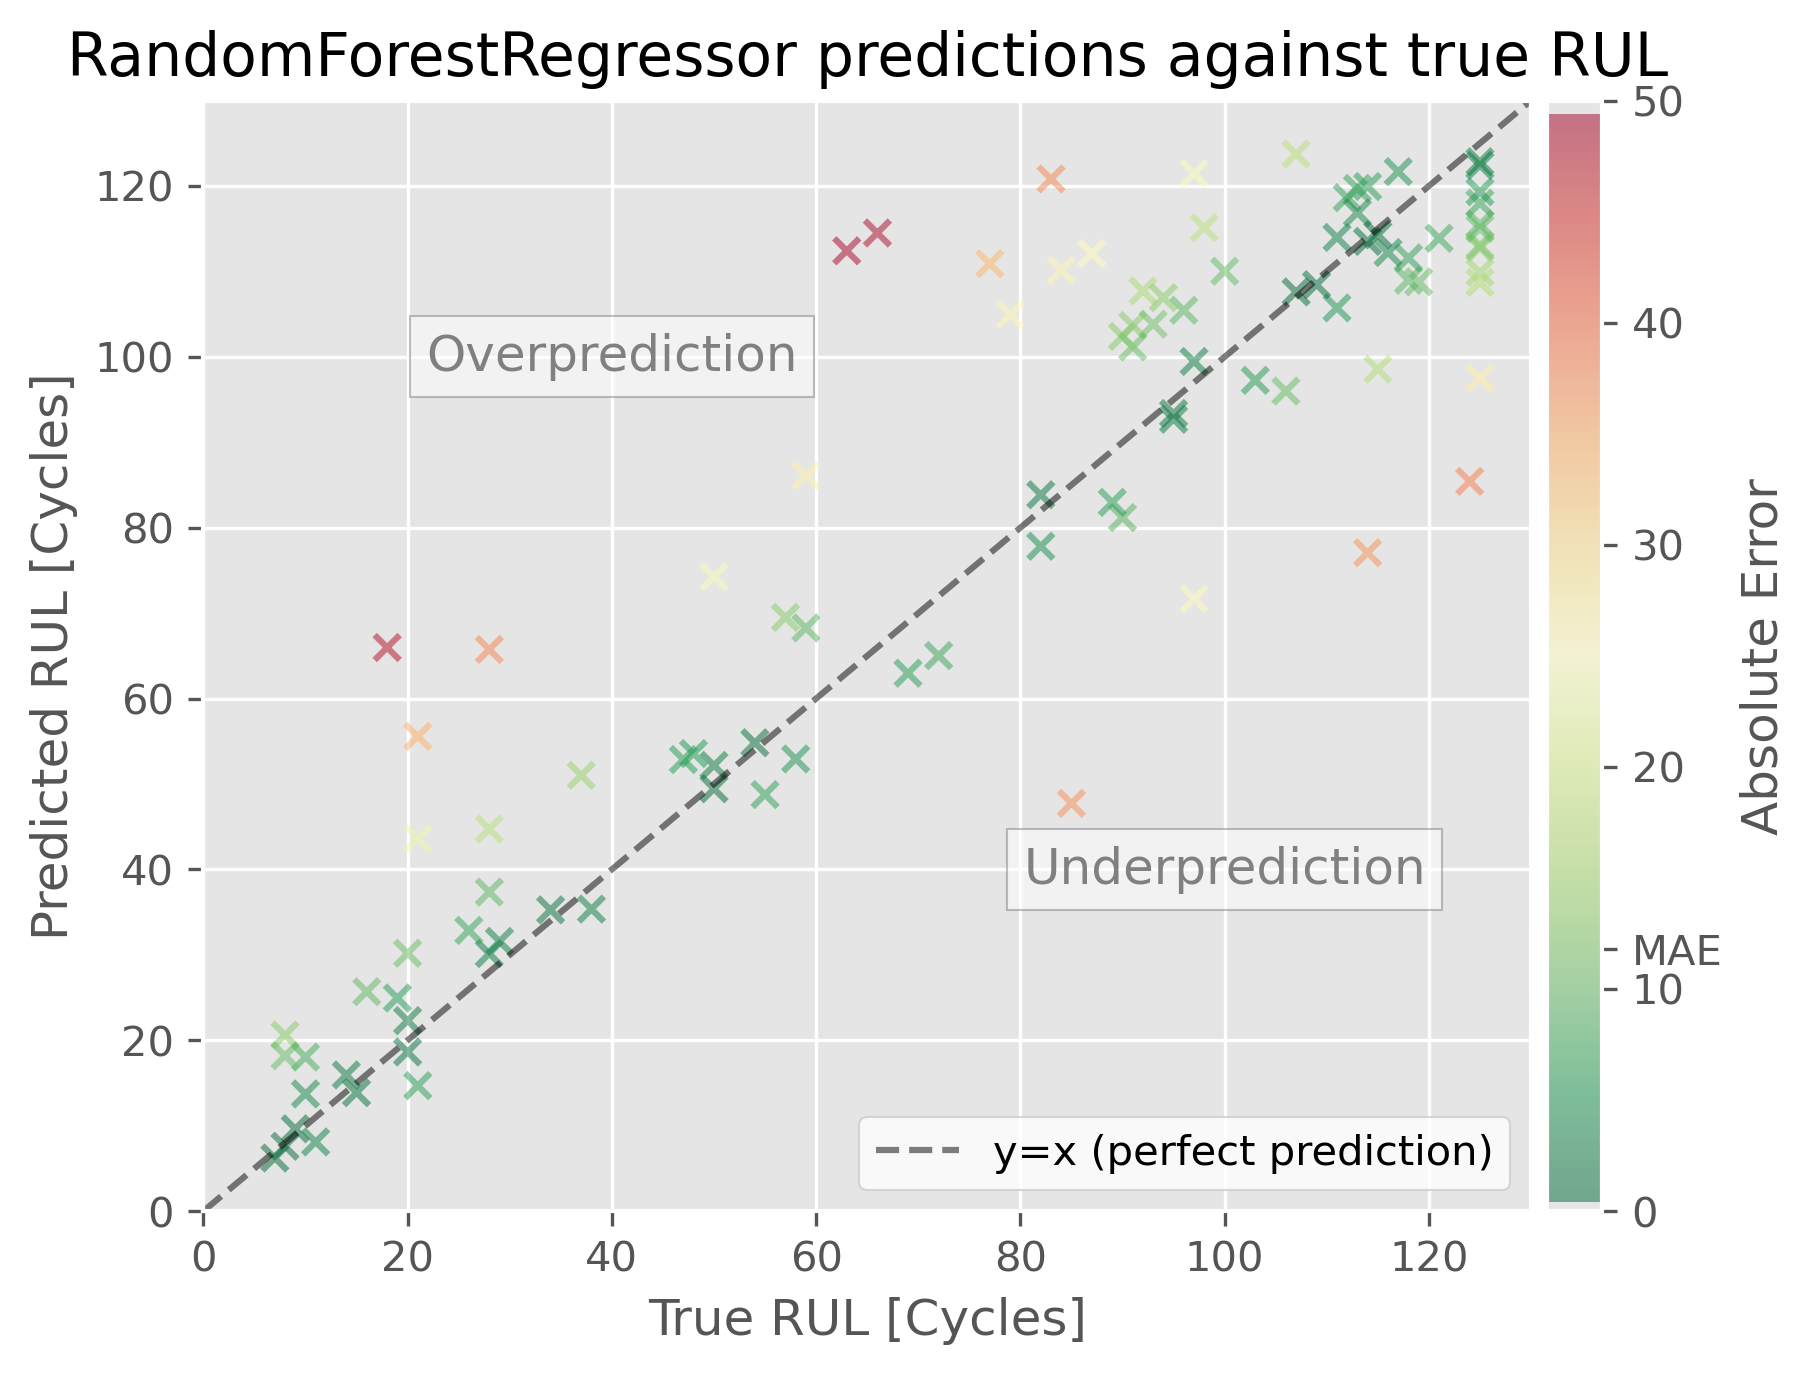 RandomForestRegressor predictions against true RUL
Predicted RUL [Cycles]
120
100
80
60
40
20
0
0 20 40 60 80 100 120
True RUL [Cycles]
Overprediction
Underprediction
y=x (perfect prediction)
50
40
30
20
MAE
10
0
Absolute Error